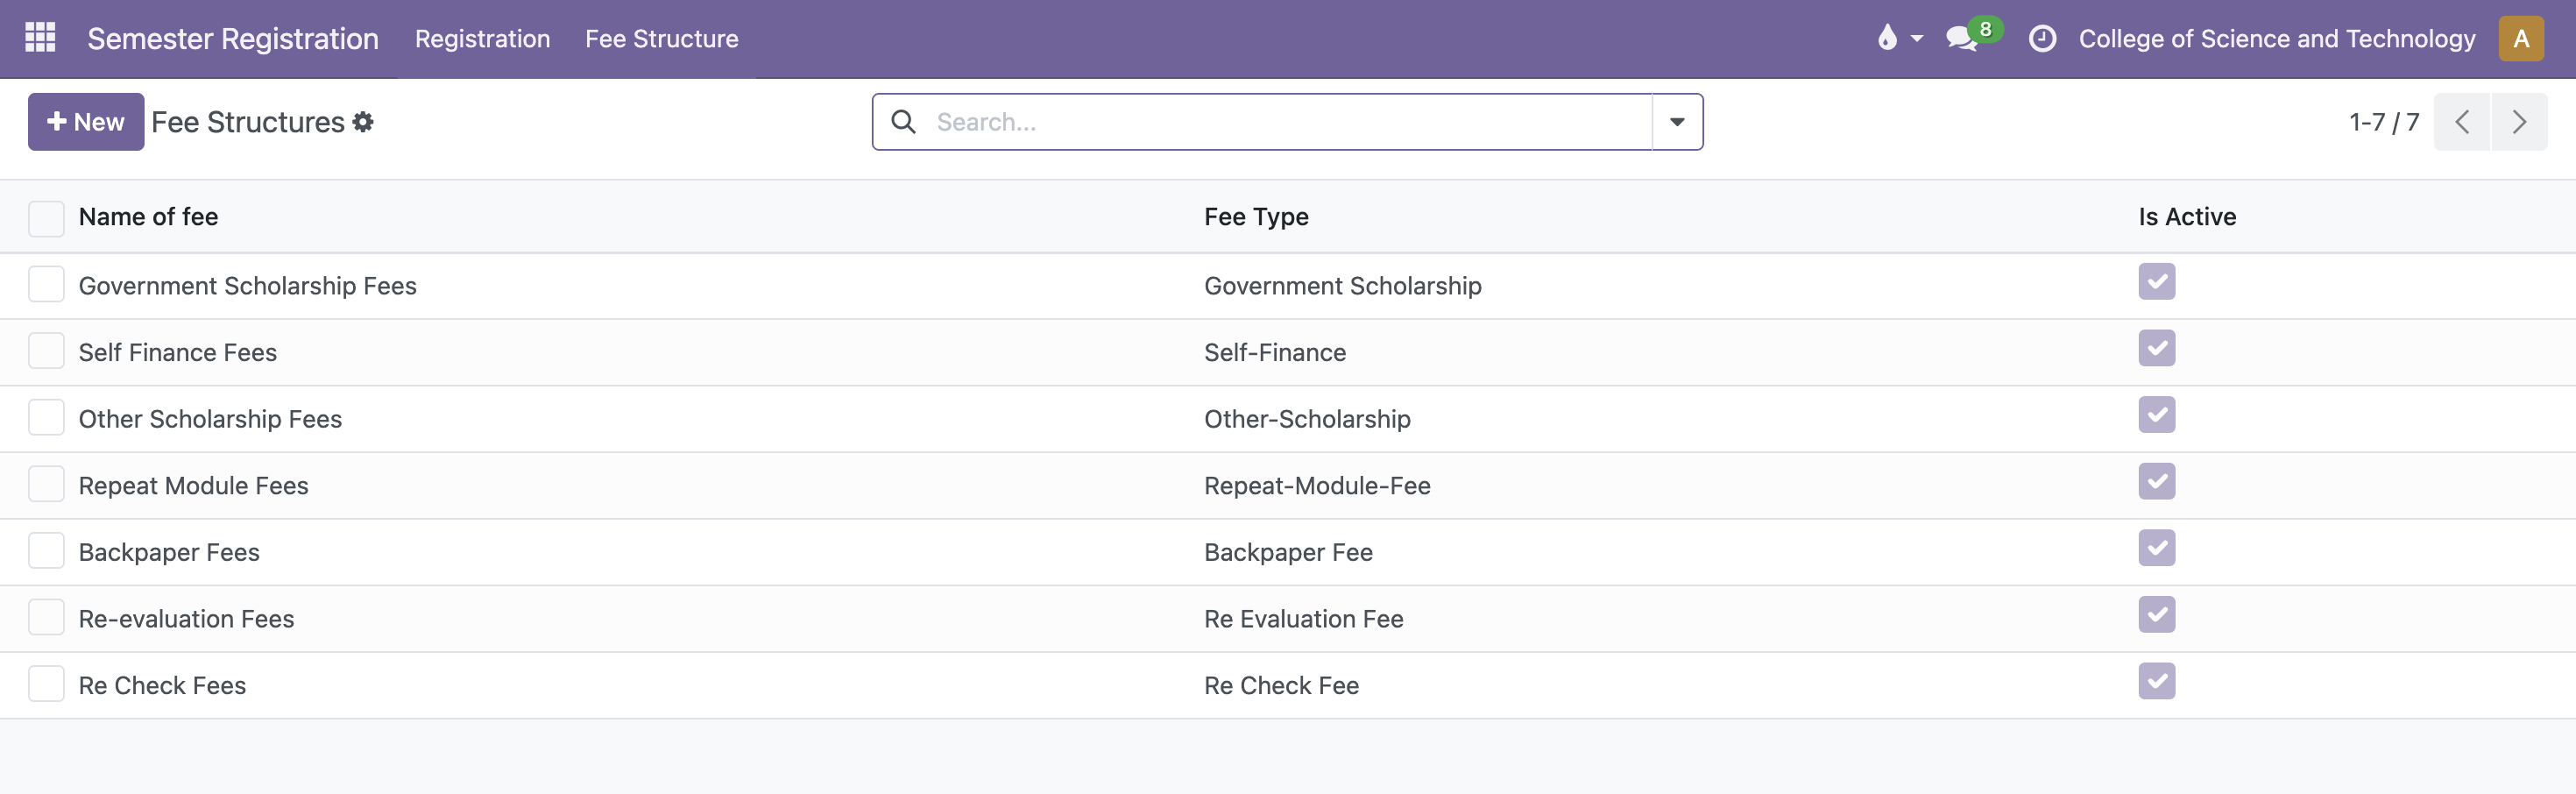 Semester Registration Registration Fee Structure 8 College of Science and Technology A
New Fee Structures Search... 1-7 / 7
Name of fee Fee Type Is Active
Government Scholarship Fees Government Scholarship
Self Finance Fees Self-Finance
Other Scholarship Fees Other-Scholarship
Repeat Module Fees Repeat-Module-Fee
Backpaper Fees Backpaper Fee
Re-evaluation Fees Re Evaluation Fee
Re Check Fees Re Check Fee